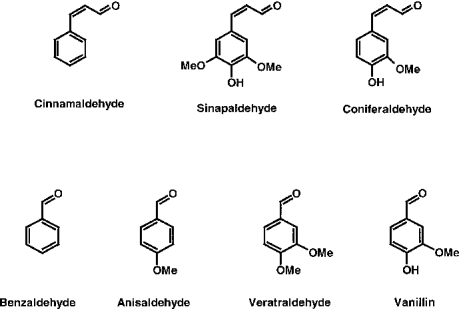 O O O
MeO OMe OMe
OH OH
Cinnamaldehyde Sinapaldehyde Coniferaldehyde
O O O O
OMe OMe
OMe OMe OH
Benzaldehyde Anisaldehyde Veratraldehyde Vanillin